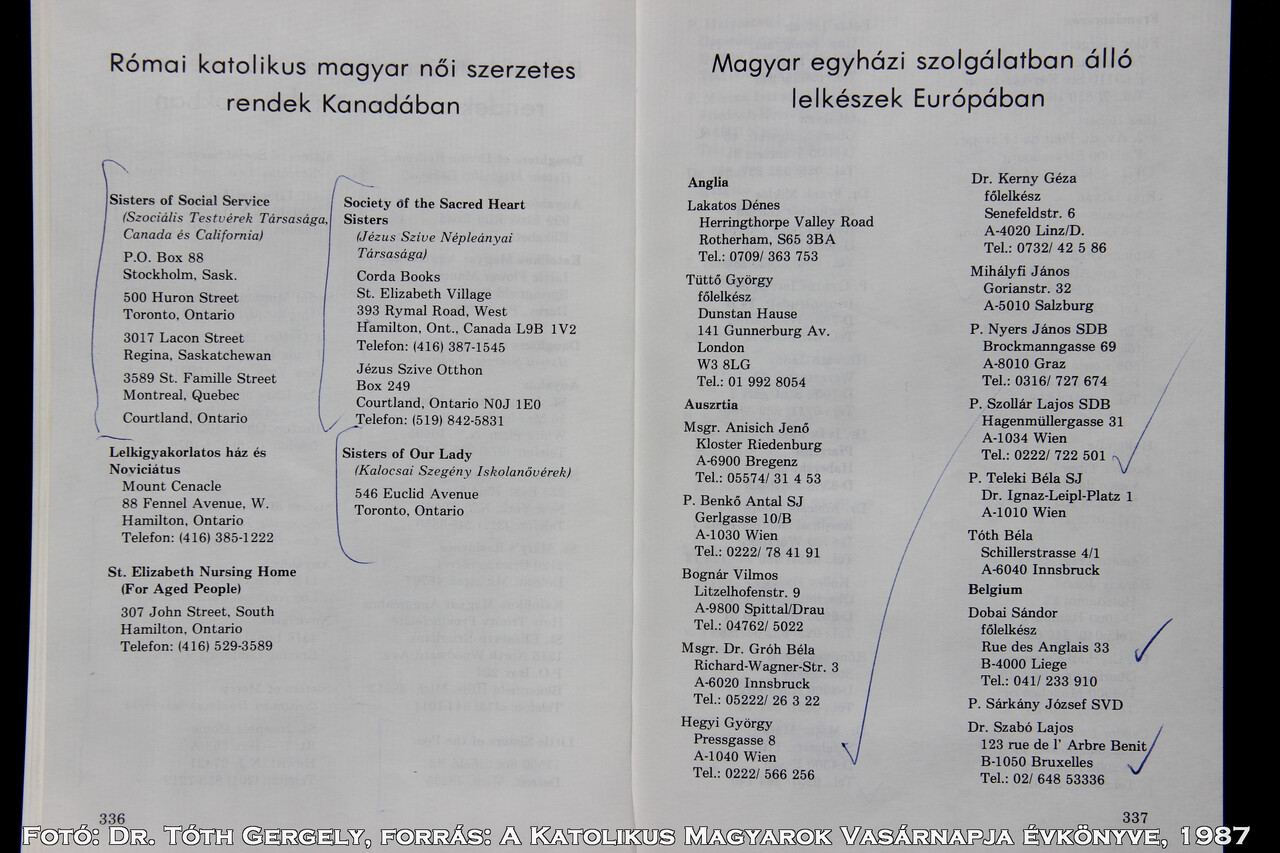 Római katolikus magyar női szerzetes
rendek Kanadában
Sisters of Social Service
(Szociális Testvérek Társasága,
Canada és California)
P.O. Box 88
Stockholm, Sask.
500 Huron Street
Toronto, Ontario
3017 Lacon Street
Regina, Saskatchewan
3589 St. Famille Street
Montreal, Quebec
Courtland, Ontario
Lelkigyakorlatos ház és
Noviciátus
Mount Cenacle
88 Fennel Avenue, W.
Hamilton, Ontario
Telefon: (416) 385-1222
St. Elizabeth Nursing Home
(For Aged People)
307 John Street, South
Hamilton, Ontario
Telefon: (416) 529-3589
Society of the Sacred Heart
Sisters
(Jézus Szive Népleányai
Társasága)
Corda Books
St. Elizabeth Village
393 Rymal Road, West
Hamilton, Ont., Canada L9B 1V2
Telefon: (416) 387-1545
Jézus Szive Otthon
Box 249
Courtland, Ontario N0J 1E0
Telefon: (519) 842-5831
Sisters of Our Lady
(Kalocsai Szegény Iskolanővérek)
546 Euclid Avenue
Toronto, Ontario
336
Magyar egyházi szolgálatban álló
lelkészek Európában
Anglia
Lakatos Dénes
Herringthorpe Valley Road
Rotherham, S65 3BA
Tel.: 0709/ 363 753
Tüttő György
főlelkész
Dunstan Hause
141 Gunnerburg Av.
London
W3 8LG
Tel.: 01 992 8054
Auszrtia
Msgr. Anisich Jenő
Kloster Riedenburg
A-6900 Bregenz
Tel.: 05574/ 31 4 53
P. Benkő Antal SJ
Gerlgasse 10/B
A-1030 Wien
Tel.: 0222/ 78 41 91
Bognár Vilmos
Litzelhofenstr. 9
A-9800 Spittal/Drau
Tel.: 04762/ 5022
Msgr. Dr. Gróh Béla
Richard-Wagner-Str. 3
A-6020 Innsbruck
Tel.: 05222/ 26 3 22
Hegyi György
Pressgasse 8
A-1040 Wien
Tel.: 0222/ 566 256
Dr. Kerny Géza
főlelkész
Senefeldstr. 6
A-4020 Linz/D.
Tel.: 0732/ 42 5 86
Mihályfi János
Gorianstr. 32
A-5010 Salzburg
P. Nyers János SDB
Brockmanngasse 69
A-8010 Graz
Tel.: 0316/ 727 674
P. Szollár Lajos SDB
Hagenmüllergasse 31
A-1034 Wien
Tel.: 0222/ 722 501
P. Teleki Béla SJ
Dr. Ignaz-Leipl-Platz 1
A-1010 Wien
Tóth Béla
Schillerstrasse 4/1
A-6040 Innsbruck
Belgium
Dobai Sándor
főlelkész
Rue des Anglais 33
B-4000 Liege
Tel.: 041/ 233 910
P. Sárkány József SVD
Dr. Szabó Lajos
123 rue de l' Arbre Benit
B-1050 Bruxelles
Tel.: 02/ 648 53336
337
Fotó: Dr. Tóth Gergely, forrás: A Katolikus Magyarok Vasárnapja évkönyve, 1987